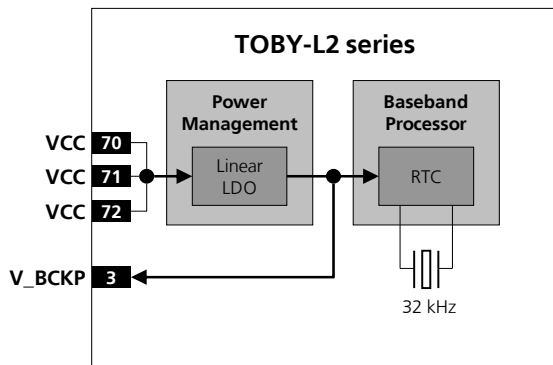 TOBY-L2 series
Power
Management
Baseband
Processor
VCC 70
VCC 71
VCC 72
Linear
LDO
RTC
V_BCKP 3
32 kHz